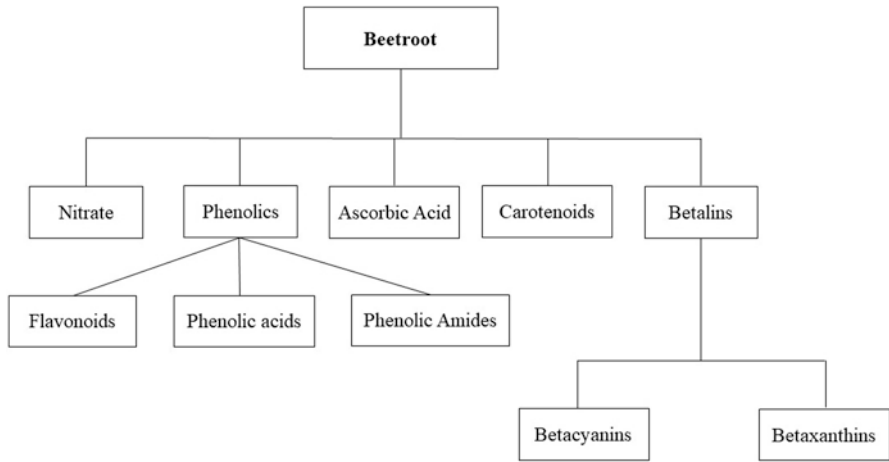 Beetroot
Nitrate
Phenolics
Ascorbic Acid
Carotenoids
Betalins
Flavonoids
Phenolic acids
Phenolic Amides
Betacyanins
Betaxanthins